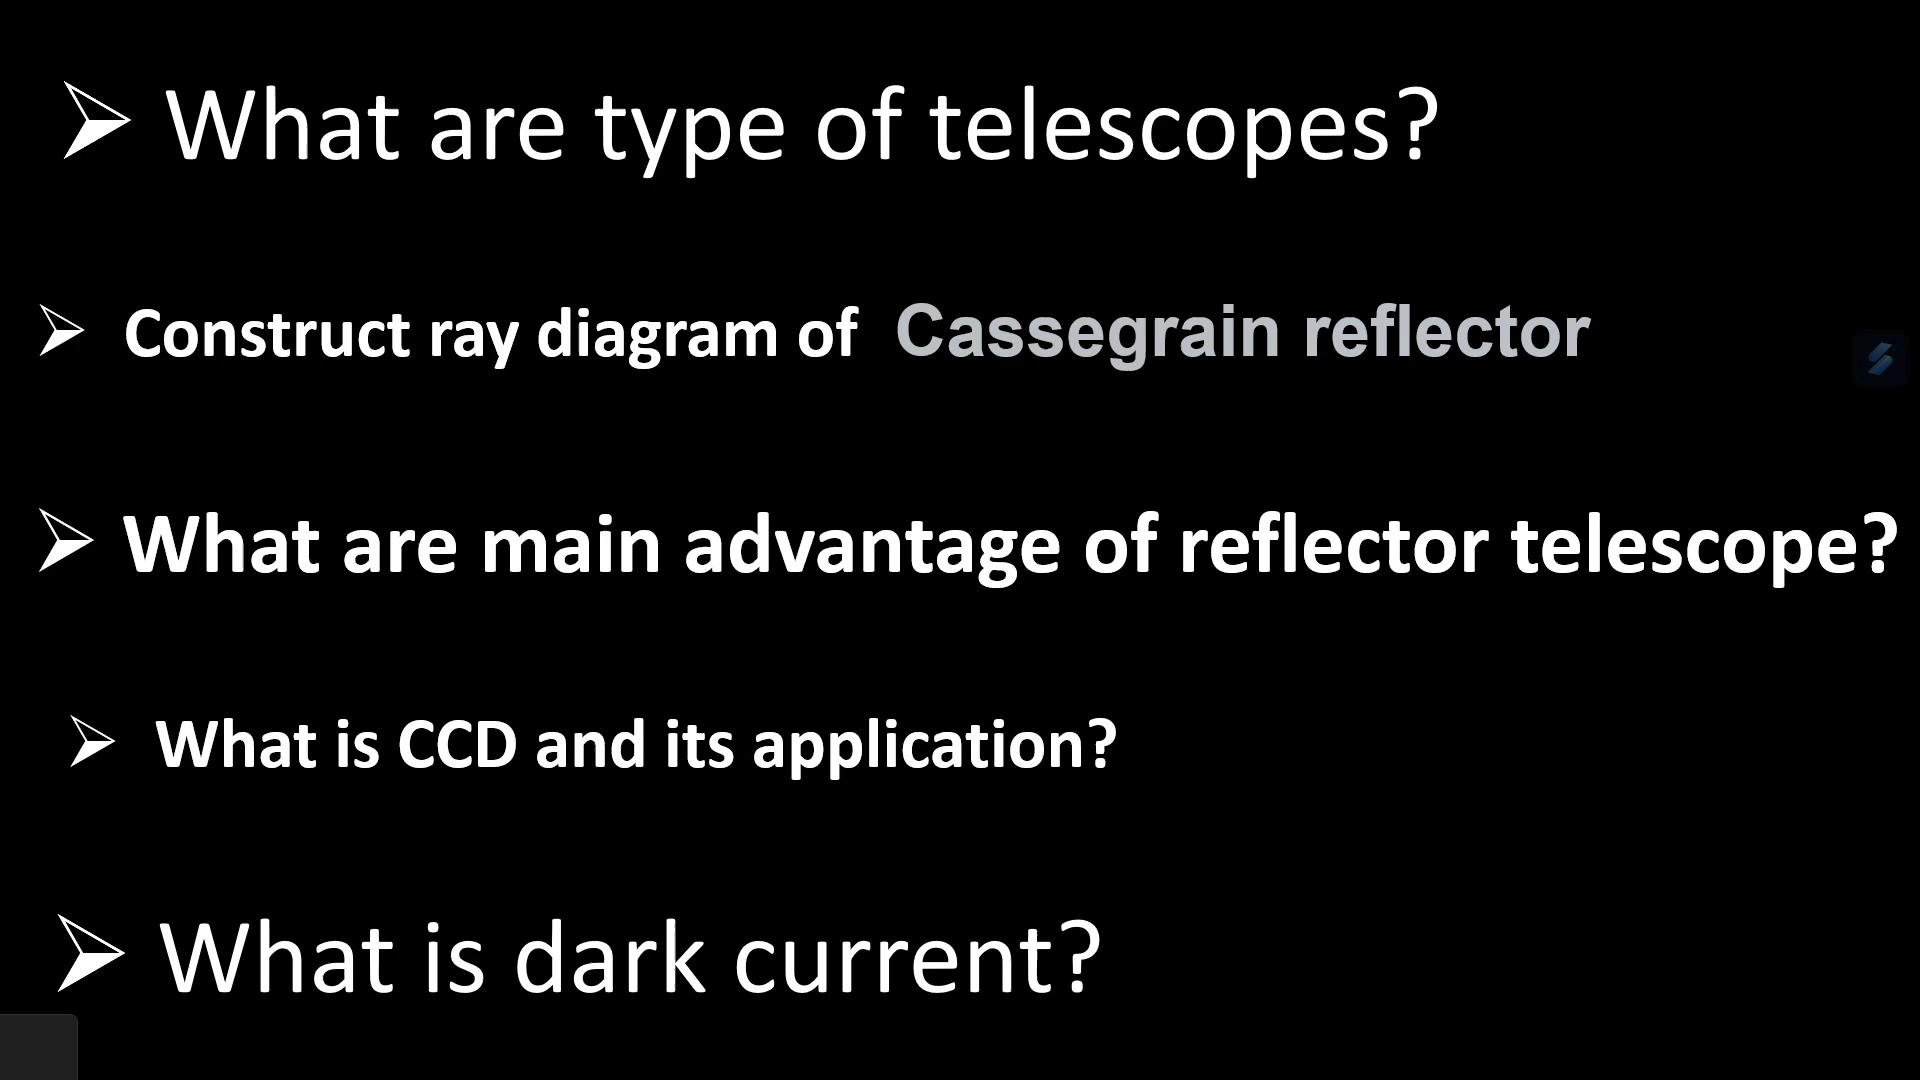 What are type of telescopes?
Construct ray diagram of Cassegrain reflector
What are main advantage of reflector telescope?
What is CCD and its application?
What is dark current?